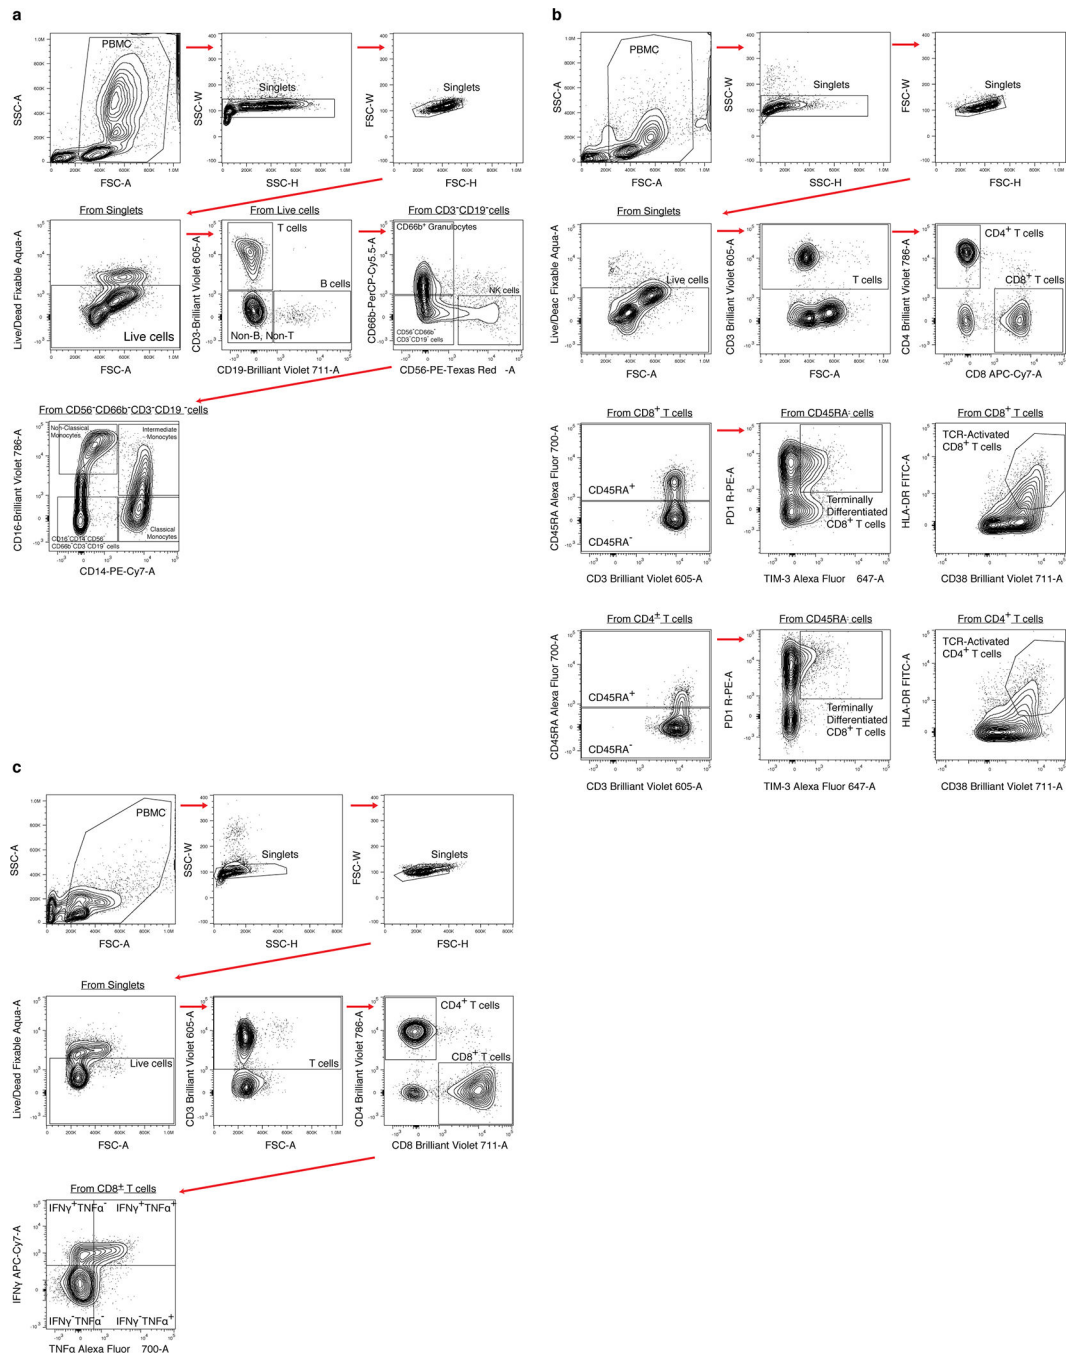 a
PBMC
SSC-A
FSC-A
Singlets
SSC-W
SSC-H
Singlets
FSC-W
FSC-H
From Singlets
Live/Dead Fixable Aqua-A
Live cells
FSC-A
From Live cells
T cells
B cells
Non-B, Non-T
CD3-Brilliant Violet 605-A
CD19-Brilliant Violet 711-A
From CD3-CD19-cells
CD66b+ Granulocytes
NK cells
CD56-CD66b-
CD3-CD19- cells
CD66b-PerCP-Cy5.5-A
CD56-PE-Texas Red -A
From CD56-CD66b-CD3-CD19-cells
Non-Classical
Monocytes
Intermediate
Monocytes
CD16-CD14-CD56-
CD66b-CD3-CD19- cells
Classical
Monocytes
CD16-Brilliant Violet 786-A
CD14-PE-Cy7-A
b
PBMC
SSC-A
FSC-A
Singlets
SSC-W
SSC-H
Singlets
FSC-W
FSC-H
From Singlets
Live/Deac Fixable Aqua-A
Live cells
FSC-A
CD3 Brilliant Violet 605-A
T cells
FSC-A
CD4+ T cells
CD8+ T cells
CD4 Brilliant Violet 786-A
CD8 APC-Cy7-A
From CD8+ T cells
CD45RA+
CD45RA-
CD45RA Alexa Fluor 700-A
CD3 Brilliant Violet 605-A
From CD45RA- cells
Terminally
Differentiated
CD8+ T cells
PD1 R-PE-A
TIM-3 Alexa Fluor 647-A
From CD8+ T cells
TCR-Activated
CD8+ T cells
HLA-DR FITC-A
CD38 Brilliant Violet 711-A
From CD4+ T cells
CD45RA+
CD45RA-
CD45RA Alexa Fluor 700-A
CD3 Brilliant Violet 605-A
From CD45RA- cells
Terminally
Differentiated
CD8+ T cells
PD1 R-PE-A
TIM-3 Alexa Fluor 647-A
From CD4+ T cells
TCR-Activated
CD4+ T cells
HLA-DR FITC-A
CD38 Brilliant Violet 711-A
c
PBMC
SSC-A
FSC-A
Singlets
SSC-W
SSC-H
Singlets
FSC-W
FSC-H
From Singlets
Live/Dead Fixable Aqua-A
Live cells
FSC-A
CD3 Brilliant Violet 605-A
T cells
FSC-A
CD4+ T cells
CD8+ T cells
CD4 Brilliant Violet 786-A
CD8 Brilliant Violet 711-A
From CD8+ T cells
IFNγ+TNFα- IFNγ+TNFα+
IFNγ-TNFα- IFNγ-TNFα+
IFNγ APC-Cy7-A
TNFα Alexa Fluor 700-A